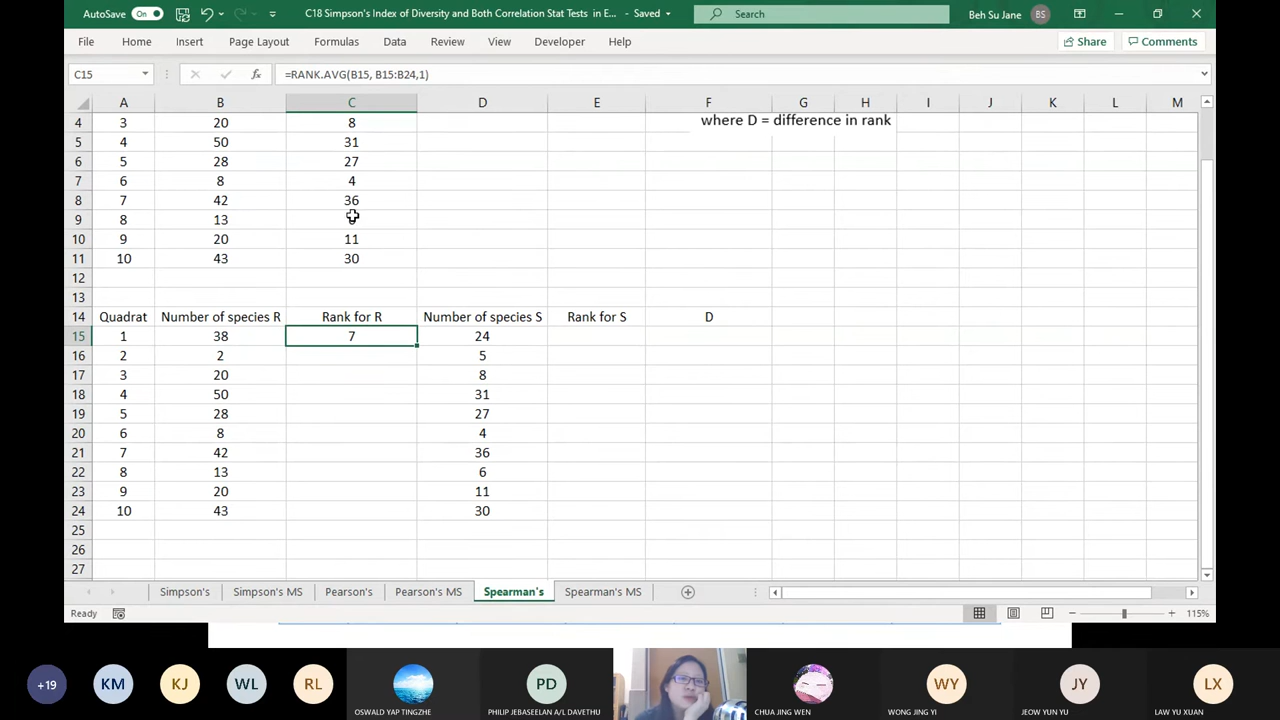 AutoSave On C18 Simpson's Index of Diversity and Both Correlation Stat Tests in E... - Saved Search Beh Su Jane BS
File Home Insert Page Layout Formulas Data Review View Developer Help Share Comments
C15 fx =RANK.AVG(B15, B15:B24,1)
A B C D E F G H I J K L M
4 3 20 8 where D = difference in rank
5 4 50 31
6 5 28 27
7 6 8 4
8 7 42 36
9 8 13
10 9 20 11
11 10 43 30
12
13
14 Quadrat Number of species R Rank for R Number of species S Rank for S D
15 1 38 7 24
16 2 2 5
17 3 20 8
18 4 50 31
19 5 28 27
20 6 8 4
21 7 42 36
22 8 13 6
23 9 20 11
24 10 43 30
25
26
27
Simpson's Simpson's MS Pearson's Pearson's MS Spearman's Spearman's MS
Ready 115%
+19 KM KJ WL RL PD WY JY LX
OSWALD YAP TINGZHE PHILIP JEBASEELAN A/L DAVETHU CHUA JING WEN WONG JING YI JEOW YUN YU LAW YU XUAN